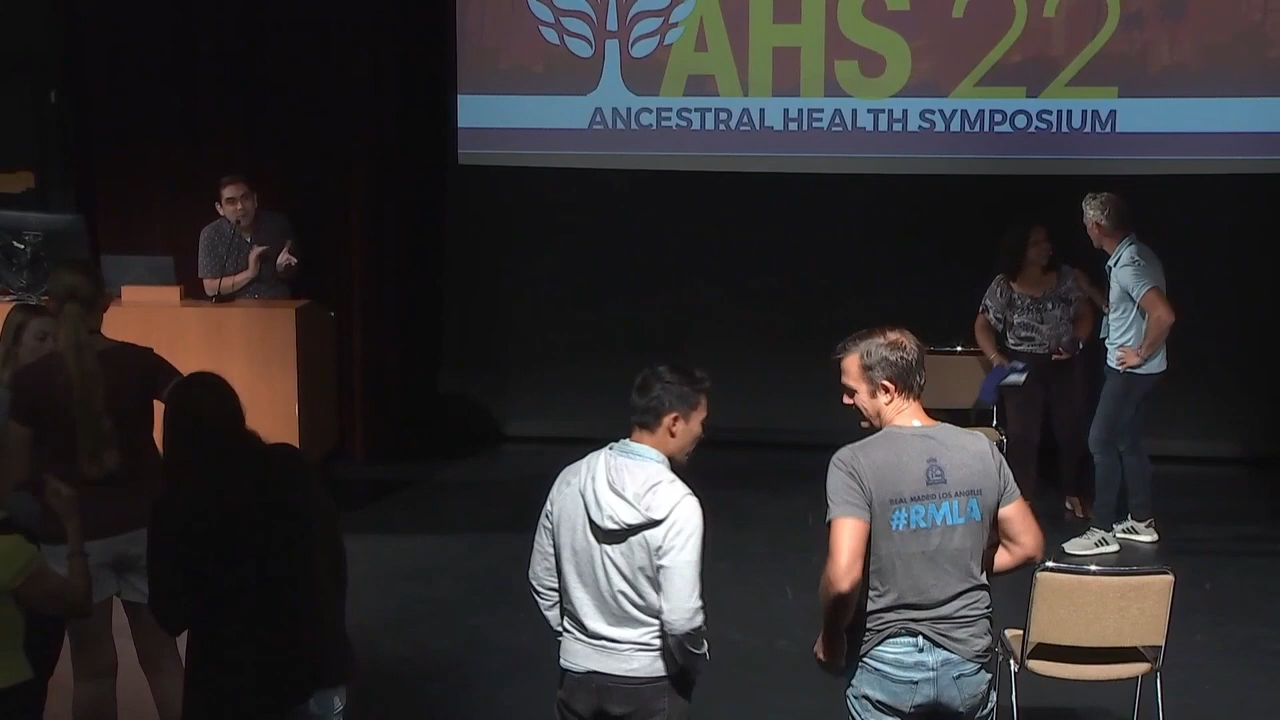 AHS 22
ANCESTRAL HEALTH SYMPOSIUM
REAL MADRID LOS ANGELES
#RMLA